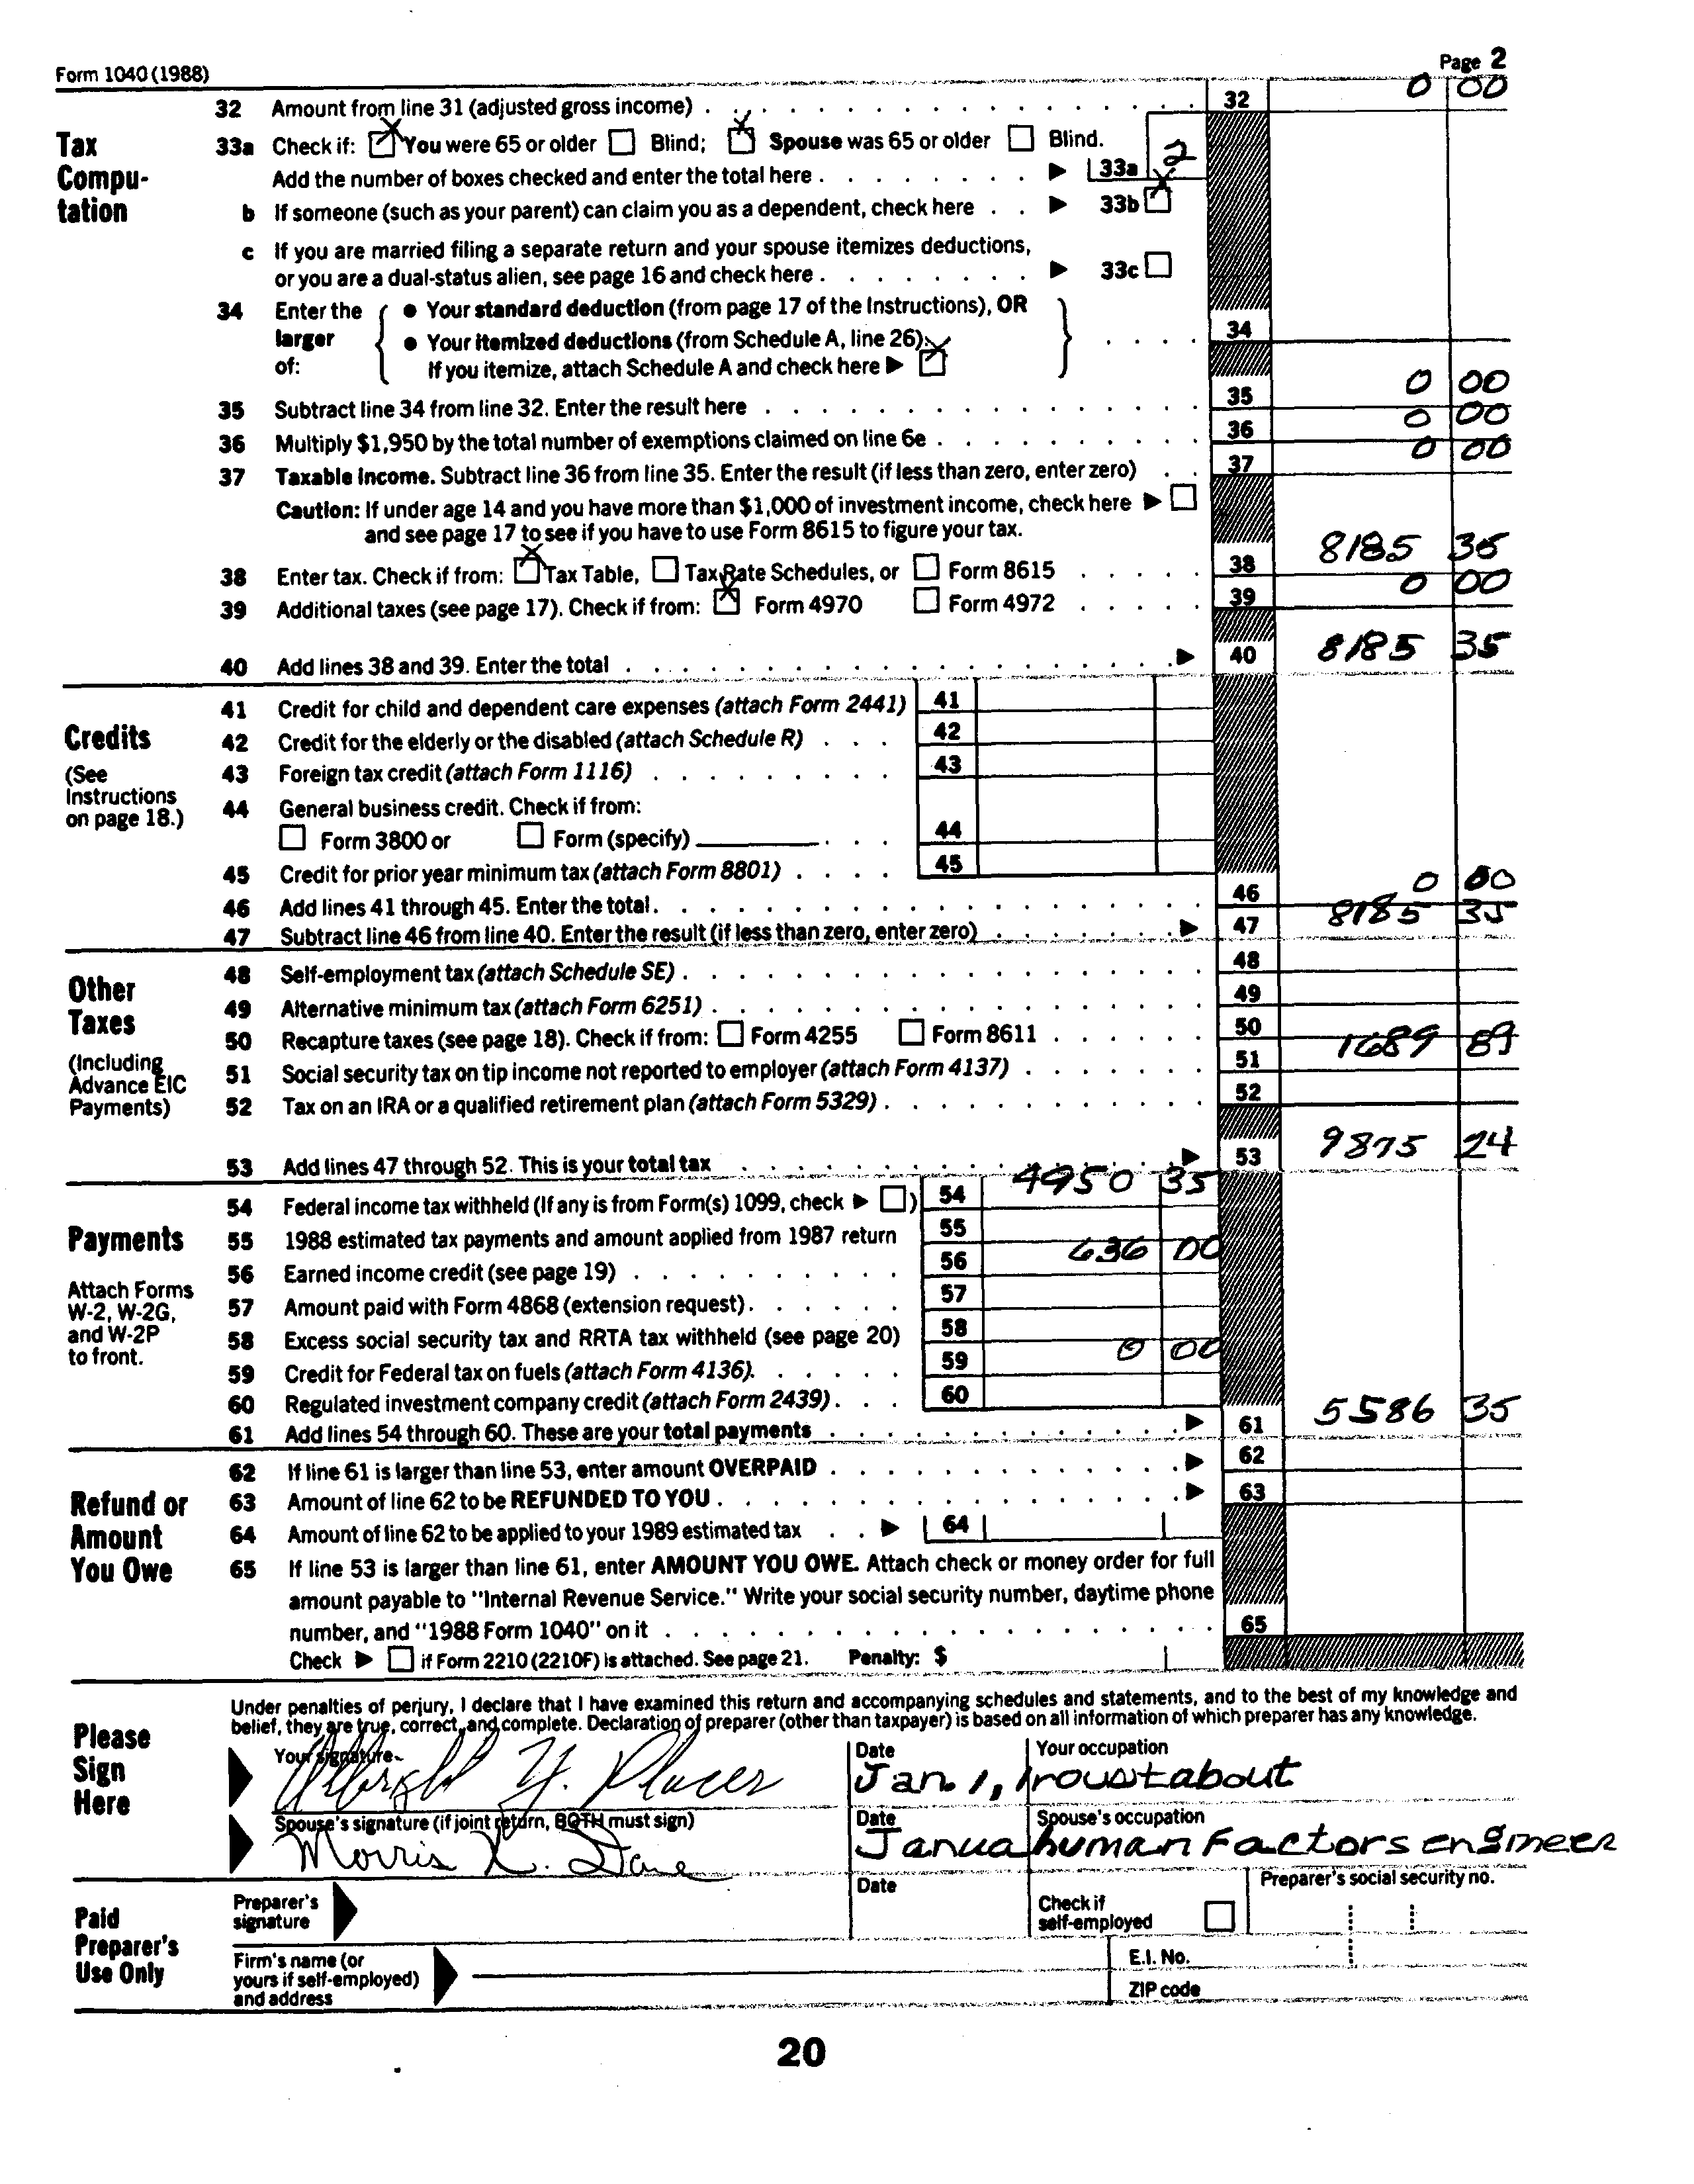 Form 1040 (1988) Page 2
32 Amount from line 31 (adjusted gross income) 32 0 00
Tax Compu-tation
33a Check if: You were 65 or older Blind; Spouse was 65 or older Blind.
Add the number of boxes checked and enter the total here 33a 2
b If someone (such as your parent) can claim you as a dependent, check here 33b
c If you are married filing a separate return and your spouse itemizes deductions,
or you are a dual-status alien, see page 16 and check here 33c
34 Enter the larger of:
• Your standard deduction (from page 17 of the Instructions), OR
• Your itemized deductions (from Schedule A, line 26).
If you itemize, attach Schedule A and check here 34
35 Subtract line 34 from line 32. Enter the result here 35 0 00
36 Multiply $1,950 by the total number of exemptions claimed on line 6e 36 0 00
37 Taxable income. Subtract line 36 from line 35. Enter the result (if less than zero, enter zero) 37 0 00
Caution: If under age 14 and you have more than $1,000 of investment income, check here
and see page 17 to see if you have to use Form 8615 to figure your tax.
38 Enter tax. Check if from: Tax Table, Tax Rate Schedules, or Form 8615 38 8185 35
39 Additional taxes (see page 17). Check if from: Form 4970 Form 4972 39 0 00
40 Add lines 38 and 39. Enter the total 40 8185 35
Credits
(See Instructions on page 18.)
41 Credit for child and dependent care expenses (attach Form 2441) 41
42 Credit for the elderly or the disabled (attach Schedule R) 42
43 Foreign tax credit (attach Form 1116) 43
44 General business credit. Check if from:
Form 3800 or Form (specify) 44
45 Credit for prior year minimum tax (attach Form 8801) 45
46 Add lines 41 through 45. Enter the total 46 0 00
47 Subtract line 46 from line 40. Enter the result (if less than zero, enter zero) 47 8185 35
Other Taxes
(Including Advance EIC Payments)
48 Self-employment tax (attach Schedule SE) 48
49 Alternative minimum tax (attach Form 6251) 49
50 Recapture taxes (see page 18). Check if from: Form 4255 Form 8611 50
51 Social security tax on tip income not reported to employer (attach Form 4137) 51 1689 89
52 Tax on an IRA or a qualified retirement plan (attach Form 5329) 52
53 Add lines 47 through 52. This is your total tax 53 9875 24
Payments
Attach Forms W-2, W-2G, and W-2P to front.
54 Federal income tax withheld (If any is from Form(s) 1099, check ) 54 4950 35
55 1988 estimated tax payments and amount applied from 1987 return 55
56 Earned income credit (see page 19) 56 636 00
57 Amount paid with Form 4868 (extension request) 57
58 Excess social security tax and RRTA tax withheld (see page 20) 58
59 Credit for Federal tax on fuels (attach Form 4136) 59 0 00
60 Regulated investment company credit (attach Form 2439) 60
61 Add lines 54 through 60. These are your total payments 61 5586 35
Refund or Amount You Owe
62 If line 61 is larger than line 53, enter amount OVERPAID 62
63 Amount of line 62 to be REFUNDED TO YOU 63
64 Amount of line 62 to be applied to your 1989 estimated tax 64
65 If line 53 is larger than line 61, enter AMOUNT YOU OWE. Attach check or money order for full
amount payable to "Internal Revenue Service." Write your social security number, daytime phone
number, and "1988 Form 1040" on it 65
Check if Form 2210 (2210F) is attached. See page 21. Penalty: $
Please Sign Here
Under penalties of perjury, I declare that I have examined this return and accompanying schedules and statements, and to the best of my knowledge and
belief, they are true, correct, and complete. Declaration of preparer (other than taxpayer) is based on all information of which preparer has any knowledge.
Your signature Date Your occupation
Albright Y. Placer Jan. 1, 1 roustabout
Spouse's signature (if joint return, BOTH must sign) Date Spouse's occupation
Morris K. Dane Janua human factors engineer
Paid Preparer's Use Only
Preparer's signature Date Check if self-employed Preparer's social security no.
Firm's name (or yours if self-employed) and address E.I. No.
ZIP code
20